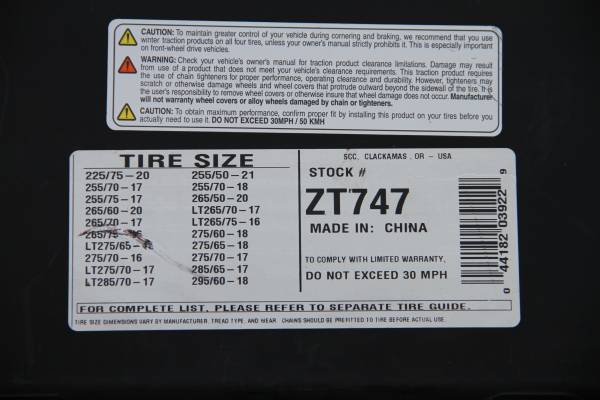 CAUTION: To maintain greater control of your vehicle during cornering and braking, we recommend that you use
winter traction products on all four tires, unless your owner's manual strictly prohibits it. This is especially important
on front-wheel drive vehicles.
WARNING: Check your vehicle's owner's manual for traction product clearance limitations. Damage may result
from use of a product that does not meet your vehicle's clearance requirements. This traction product requires
the use of chain tighteners for proper performance, operating clearance and durability. However, tighteners may
scratch or otherwise damage wheels and wheel covers that protrude outward beyond the sidewall of the tire. It is
the user's responsibility to remove wheel covers or otherwise insure that wheel damage does not occur. Manufacturer
will not warranty wheel covers or alloy wheels damaged by chain or tighteners.
CAUTION: To obtain maximum performance, confirm proper fit by installing this product on your tires before you
actually need to use it. DO NOT EXCEED 30MPH / 50 KMH
TIRE SIZE
225/75-20 255/50-21
255/70-17 255/70-18
255/75-17 265/50-20
265/60-20 LT265/70-17
265/70-17 LT265/75-16
265/75- 275/60-18
LT275/65- 275/65-18
275/70-16 275/70-17
LT275/70-17 285/65-17
LT285/70-17 295/60-18
SCC, CLACKAMAS, OR - USA
STOCK #
ZT747
MADE IN: CHINA
TO COMPLY WITH LIMITED WARRANTY,
DO NOT EXCEED 30 MPH
0 44182 03922 9
FOR COMPLETE LIST, PLEASE REFER TO SEPARATE TIRE GUIDE.
TIRE SIZE DIMENSIONS VARY BY MANUFACTURER, TREAD TYPE, AND WEAR. CHAINS SHOULD BE PREFITTED TO TIRE BEFORE ACTUAL USE.